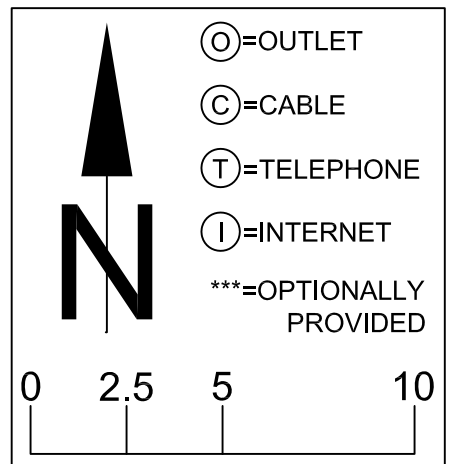 O=OUTLET
C=CABLE
T=TELEPHONE
I=INTERNET
***=OPTIONALLY
PROVIDED
N
0 2.5 5 10